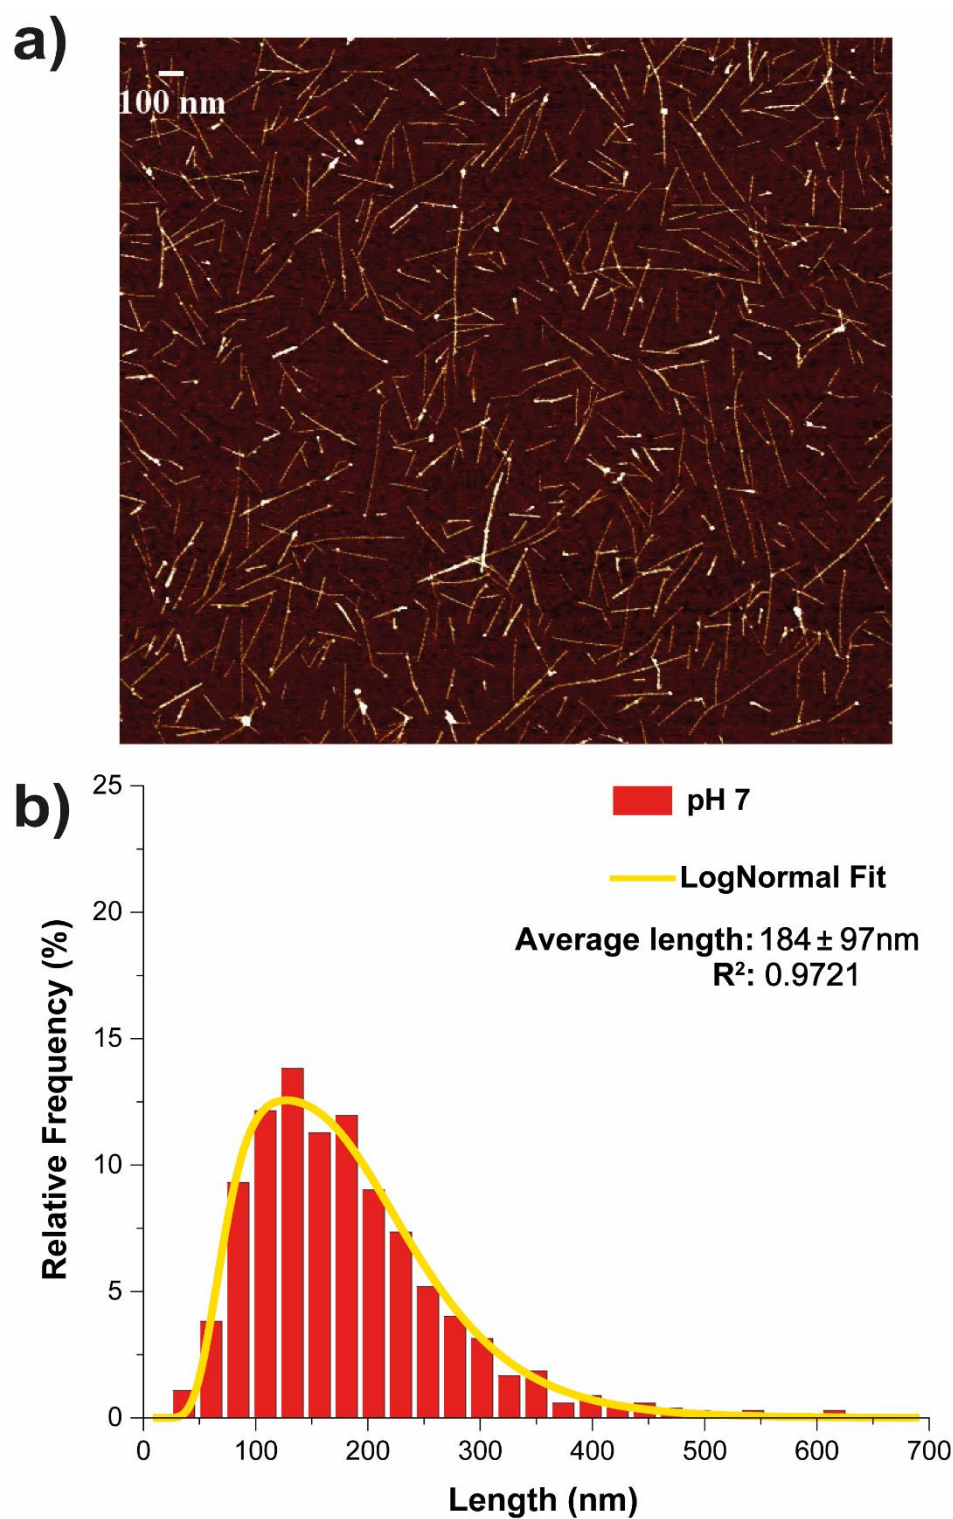 a)
100 nm
b)
25
20
15
10
5
0
Relative Frequency (%)
pH 7
LogNormal Fit
Average length: 184 ± 97nm
R²: 0.9721
0 100 200 300 400 500 600 700
Length (nm)